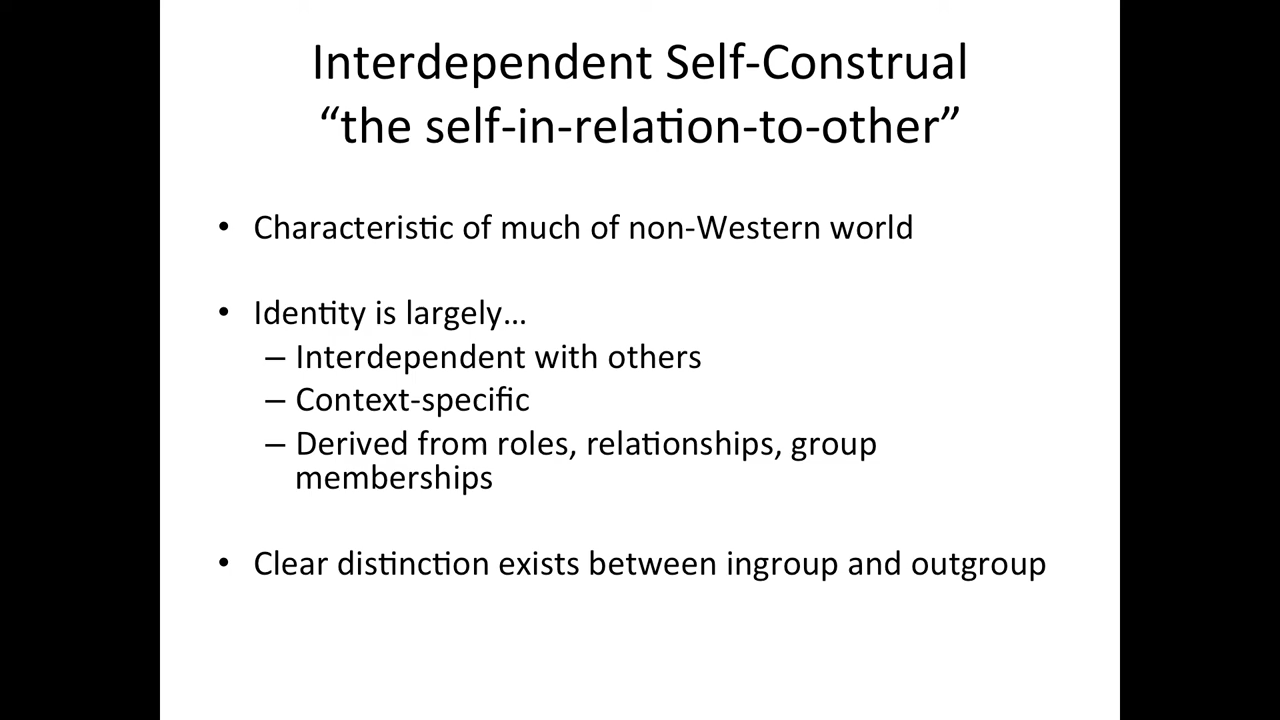 Interdependent Self-Construal
“the self-in-relation-to-other”
• Characteristic of much of non-Western world
• Identity is largely…
– Interdependent with others
– Context-specific
– Derived from roles, relationships, group
memberships
• Clear distinction exists between ingroup and outgroup